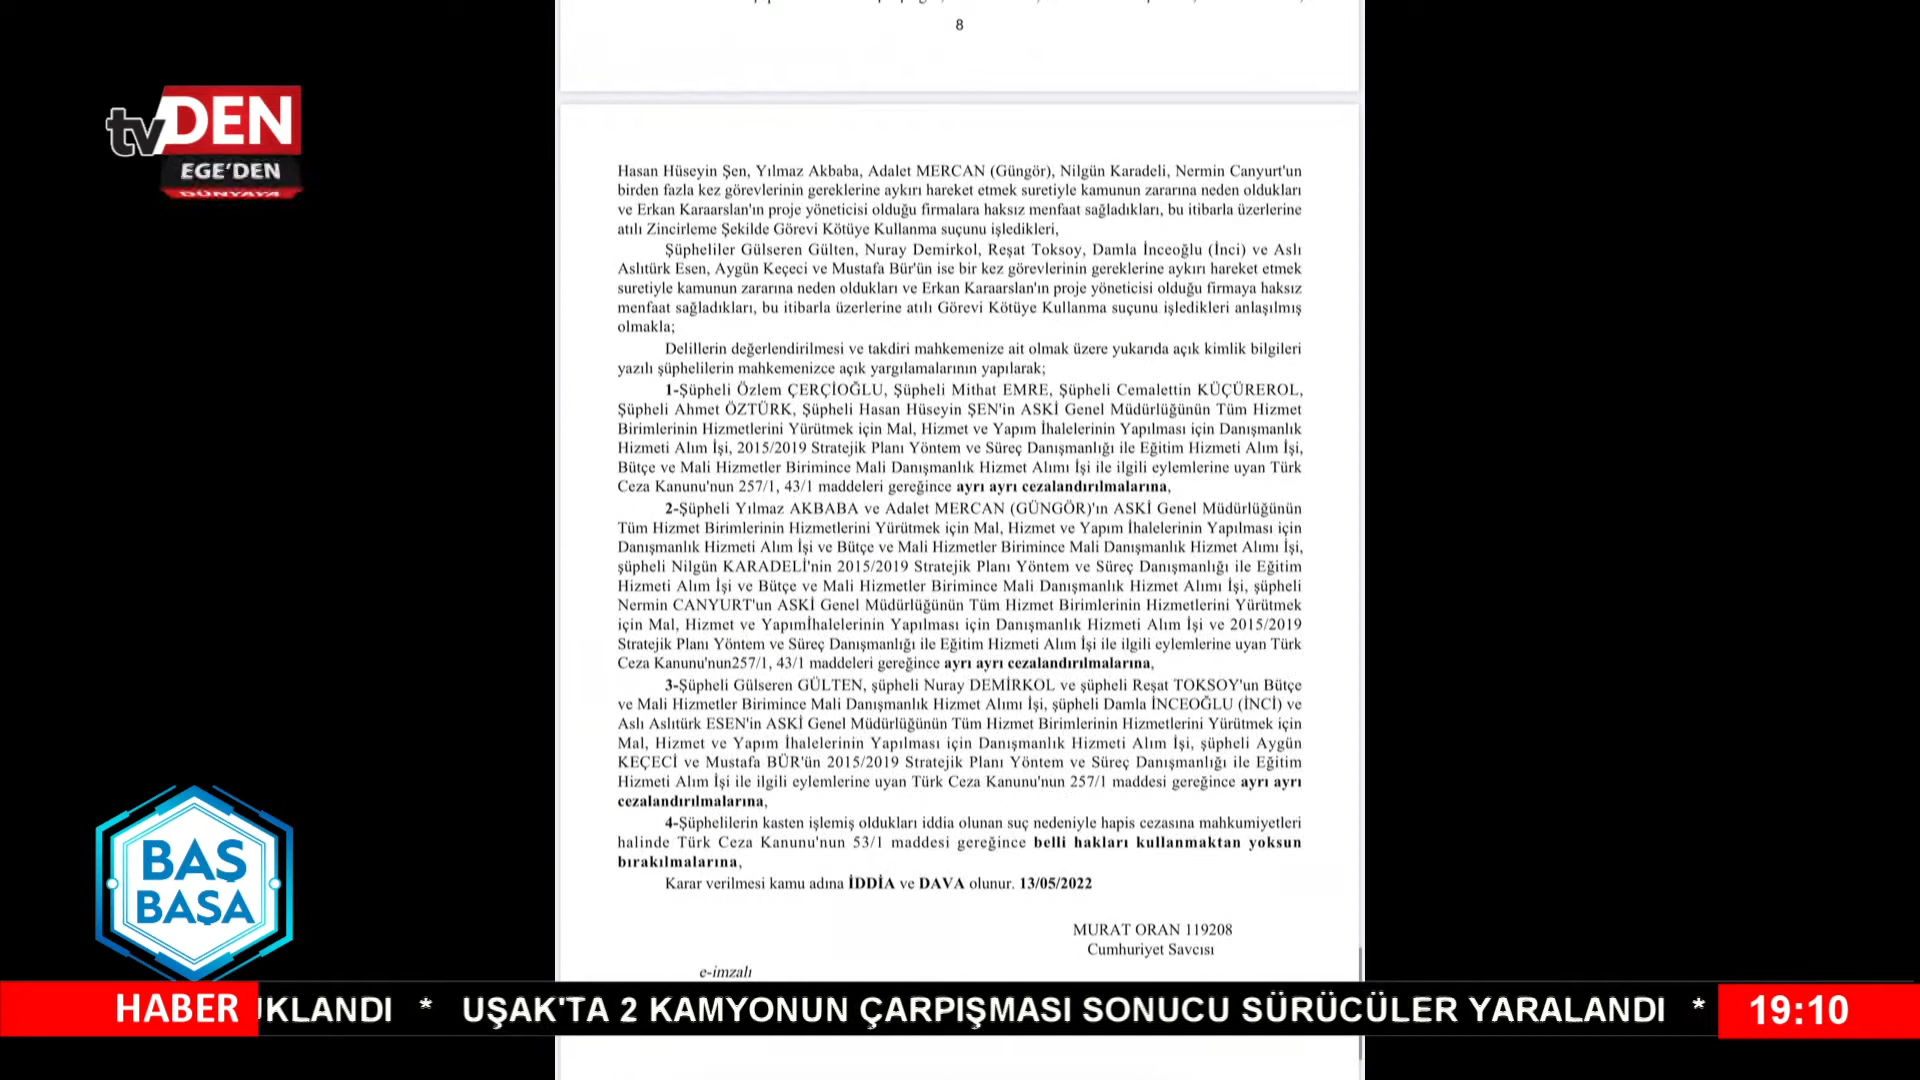 8
tvDEN
EGE'DEN
DÜNYAYA
Hasan Hüseyin Şen, Yılmaz Akbaba, Adalet MERCAN (Güngör), Nilgün Karadeli, Nermin Canyurt'un
birden fazla kez görevlerinin gereklerine aykırı hareket etmek suretiyle kamunun zararına neden oldukları
ve Erkan Karaarslan'ın proje yöneticisi olduğu firmalara haksız menfaat sağladıkları, bu itibarla üzerlerine
atılı Zincirleme Şekilde Görevi Kötüye Kullanma suçunu işledikleri,
Şüpheliler Gülseren Gülten, Nuray Demirkol, Reşat Toksoy, Damla İnceoğlu (İnci) ve Aslı
Aslıtürk Esen, Aygün Keçeci ve Mustafa Bür'ün ise bir kez görevlerinin gereklerine aykırı hareket etmek
suretiyle kamunun zararına neden oldukları ve Erkan Karaarslan'ın proje yöneticisi olduğu firmaya haksız
menfaat sağladıkları, bu itibarla üzerlerine atılı Görevi Kötüye Kullanma suçunu işledikleri anlaşılmış
olmakla;
Delillerin değerlendirilmesi ve takdiri mahkemenize ait olmak üzere yukarıda açık kimlik bilgileri
yazılı şüphelilerin mahkemenizce açık yargılamalarının yapılarak;
1-Şüpheli Özlem ÇERÇİOĞLU, Şüpheli Mithat EMRE, Şüpheli Cemalettin KÜÇÜREROL,
Şüpheli Ahmet ÖZTÜRK, Şüpheli Hasan Hüseyin ŞEN'in ASKİ Genel Müdürlüğünün Tüm Hizmet
Birimlerinin Hizmetlerini Yürütmek için Mal, Hizmet ve Yapım İhalelerinin Yapılması için Danışmanlık
Hizmeti Alım İşi, 2015/2019 Stratejik Planı Yöntem ve Süreç Danışmanlığı ile Eğitim Hizmeti Alım İşi,
Bütçe ve Mali Hizmetler Birimince Mali Danışmanlık Hizmet Alımı İşi ile ilgili eylemlerine uyan Türk
Ceza Kanunu'nun 257/1, 43/1 maddeleri gereğince ayrı ayrı cezalandırılmalarına,
2-Şüpheli Yılmaz AKBABA ve Adalet MERCAN (GÜNGÖR)'ın ASKİ Genel Müdürlüğünün
Tüm Hizmet Birimlerinin Hizmetlerini Yürütmek için Mal, Hizmet ve Yapım İhalelerinin Yapılması için
Danışmanlık Hizmeti Alım İşi ve Bütçe ve Mali Hizmetler Birimince Mali Danışmanlık Hizmet Alımı İşi,
şüpheli Nilgün KARADELİ'nin 2015/2019 Stratejik Planı Yöntem ve Süreç Danışmanlığı ile Eğitim
Hizmeti Alım İşi ve Bütçe ve Mali Hizmetler Birimince Mali Danışmanlık Hizmet Alımı İşi, şüpheli
Nermin CANYURT'un ASKİ Genel Müdürlüğünün Tüm Hizmet Birimlerinin Hizmetlerini Yürütmek
için Mal, Hizmet ve Yapımİhalelerinin Yapılması için Danışmanlık Hizmeti Alım İşi ve 2015/2019
Stratejik Planı Yöntem ve Süreç Danışmanlığı ile Eğitim Hizmeti Alım İşi ile ilgili eylemlerine uyan Türk
Ceza Kanunu'nun257/1, 43/1 maddeleri gereğince ayrı ayrı cezalandırılmalarına,
3-Şüpheli Gülseren GÜLTEN, şüpheli Nuray DEMİRKOL ve şüpheli Reşat TOKSOY'un Bütçe
ve Mali Hizmetler Birimince Mali Danışmanlık Hizmet Alımı İşi, şüpheli Damla İNCEOĞLU (İNCİ) ve
Aslı Aslıtürk ESEN'in ASKİ Genel Müdürlüğünün Tüm Hizmet Birimlerinin Hizmetlerini Yürütmek için
Mal, Hizmet ve Yapım İhalelerinin Yapılması için Danışmanlık Hizmeti Alım İşi, şüpheli Aygün
KEÇECİ ve Mustafa BÜR'ün 2015/2019 Stratejik Planı Yöntem ve Süreç Danışmanlığı ile Eğitim
Hizmeti Alım İşi ile ilgili eylemlerine uyan Türk Ceza Kanunu'nun 257/1 maddesi gereğince ayrı ayrı
cezalandırılmalarına,
4-Şüphelilerin kasten işlemiş oldukları iddia olunan suç nedeniyle hapis cezasına mahkumiyetleri
halinde Türk Ceza Kanunu'nun 53/1 maddesi gereğince belli hakları kullanmaktan yoksun
bırakılmalarına,
Karar verilmesi kamu adına İDDİA ve DAVA olunur. 13/05/2022
MURAT ORAN 119208
Cumhuriyet Savcısı
e-imzalı
BAŞ
BAŞA
HABER
UKLANDI * UŞAK'TA 2 KAMYONUN ÇARPIŞMASI SONUCU SÜRÜCÜLER YARALANDI *
19:10